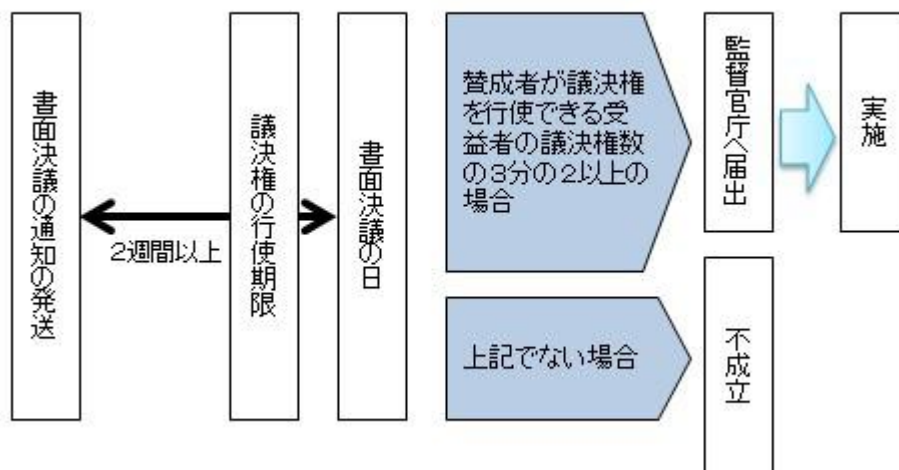 書面決議の通知の発送
2週間以上
議決権の行使期限
書面決議の日
賛成者が議決権
を行使できる受
益者の議決権数
の3分の2以上の
場合
監督官庁へ届出
実施
上記でない場合
不成立